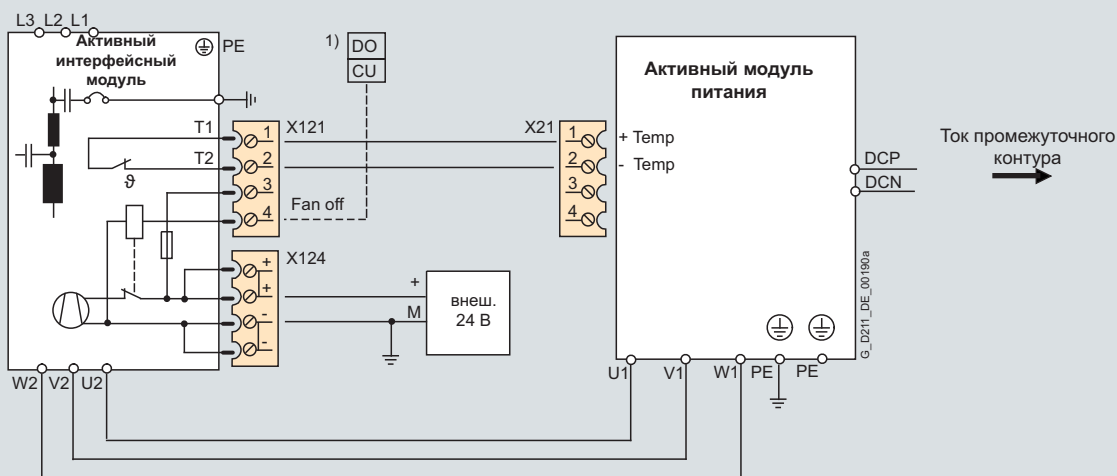 L3 L2 L1
Активный
интерфейсный
модуль
PE
1)
DO
CU
Активный модуль
питания
T1
T2
ϑ
X121
1
2
3
4
Fan off
X21
1
2
3
4
+ Temp
- Temp
DCP
DCN
Ток промежуточного
контура
X124
+
+
-
-
+
M
внеш.
24 В
G_D211_DE_00190a
W2 V2 U2
U1 V1 W1 PE PE